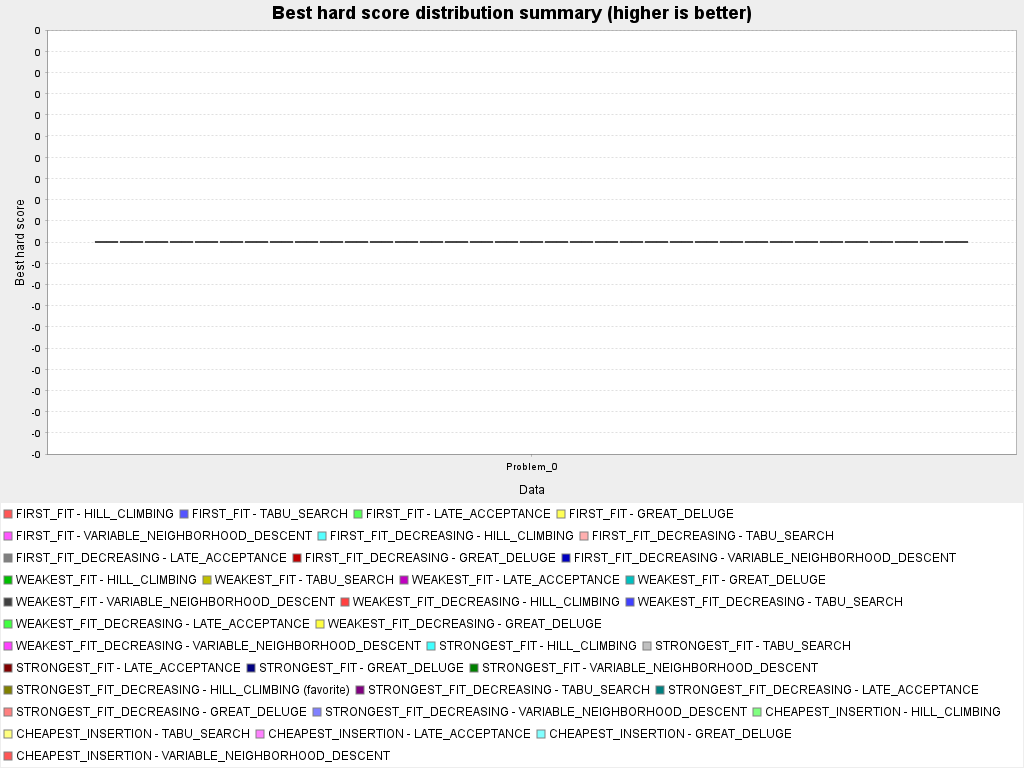 Best hard score distribution summary (higher is better)
0
0
0
0
0
0
0
0
0
0
0
-0
-0
-0
-0
-0
-0
-0
-0
-0
-0
Best hard score
Problem_0
Data
FIRST_FIT - HILL_CLIMBING FIRST_FIT - TABU_SEARCH FIRST_FIT - LATE_ACCEPTANCE FIRST_FIT - GREAT_DELUGE
FIRST_FIT - VARIABLE_NEIGHBORHOOD_DESCENT FIRST_FIT_DECREASING - HILL_CLIMBING FIRST_FIT_DECREASING - TABU_SEARCH
FIRST_FIT_DECREASING - LATE_ACCEPTANCE FIRST_FIT_DECREASING - GREAT_DELUGE FIRST_FIT_DECREASING - VARIABLE_NEIGHBORHOOD_DESCENT
WEAKEST_FIT - HILL_CLIMBING WEAKEST_FIT - TABU_SEARCH WEAKEST_FIT - LATE_ACCEPTANCE WEAKEST_FIT - GREAT_DELUGE
WEAKEST_FIT - VARIABLE_NEIGHBORHOOD_DESCENT WEAKEST_FIT_DECREASING - HILL_CLIMBING WEAKEST_FIT_DECREASING - TABU_SEARCH
WEAKEST_FIT_DECREASING - LATE_ACCEPTANCE WEAKEST_FIT_DECREASING - GREAT_DELUGE
WEAKEST_FIT_DECREASING - VARIABLE_NEIGHBORHOOD_DESCENT STRONGEST_FIT - HILL_CLIMBING STRONGEST_FIT - TABU_SEARCH
STRONGEST_FIT - LATE_ACCEPTANCE STRONGEST_FIT - GREAT_DELUGE STRONGEST_FIT - VARIABLE_NEIGHBORHOOD_DESCENT
STRONGEST_FIT_DECREASING - HILL_CLIMBING (favorite) STRONGEST_FIT_DECREASING - TABU_SEARCH STRONGEST_FIT_DECREASING - LATE_ACCEPTANCE
STRONGEST_FIT_DECREASING - GREAT_DELUGE STRONGEST_FIT_DECREASING - VARIABLE_NEIGHBORHOOD_DESCENT CHEAPEST_INSERTION - HILL_CLIMBING
CHEAPEST_INSERTION - TABU_SEARCH CHEAPEST_INSERTION - LATE_ACCEPTANCE CHEAPEST_INSERTION - GREAT_DELUGE
CHEAPEST_INSERTION - VARIABLE_NEIGHBORHOOD_DESCENT